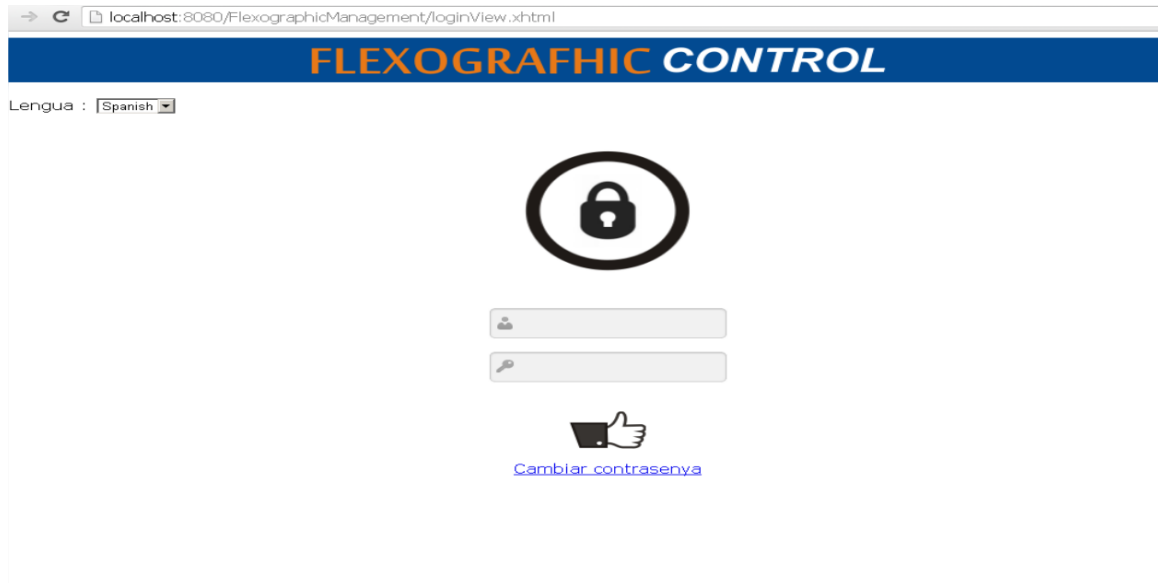 localhost:8080/FlexographicManagement/loginView.xhtml
FLEXOGRAFHIC CONTROL
Lengua : Spanish
Cambiar contrasenya